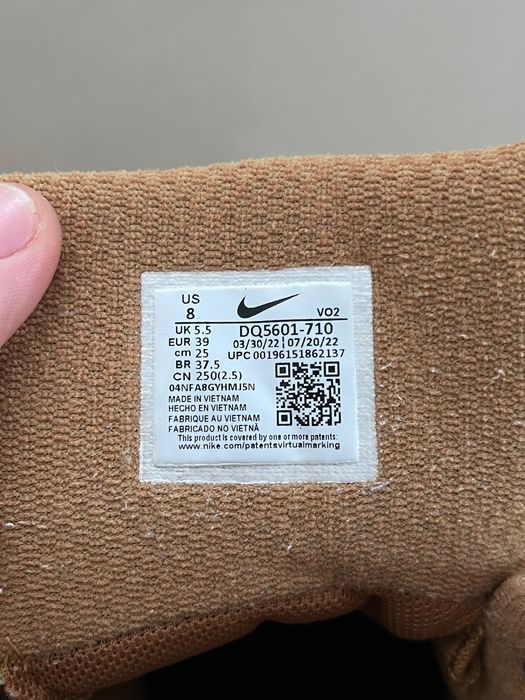 US
8
VO2
UK 5.5
DQ5601-710
EUR 39
03/30/22 07/20/22
cm 25
UPC 00196151862137
BR 37.5
CN 250(2.5)
04NFA8GYHMJ5N
MADE IN VIETNAM
HECHO EN VIETNAM
FABRIQUE AU VIETNAM
FABRICADO NO VIETNÃ
This product is covered by one or more patents:
www.nike.com/patentsvirtualmarking